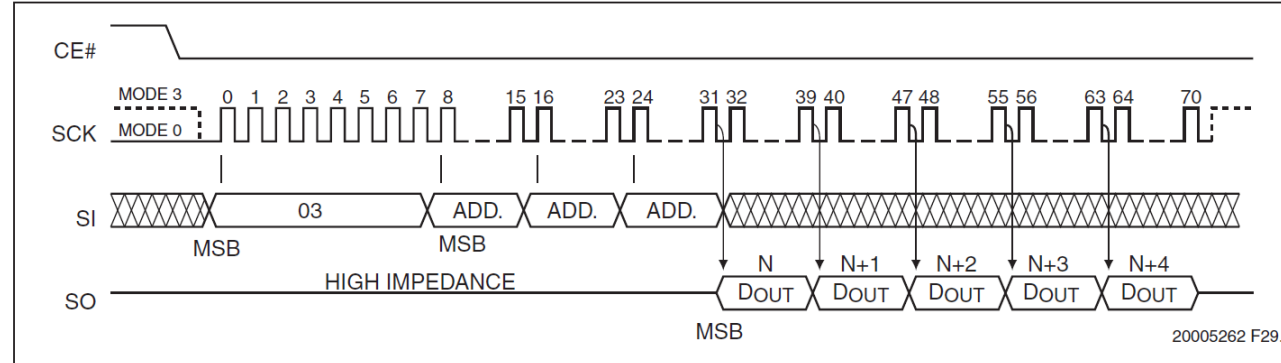 CE#
MODE 3
0 1 2 3 4 5 6 7 8 15 16 23 24 31 32 39 40 47 48 55 56 63 64 70
SCK
MODE 0
SI
03
ADD.
ADD.
ADD.
MSB
MSB
N
N+1
N+2
N+3
N+4
HIGH IMPEDANCE
SO
DOUT
DOUT
DOUT
DOUT
DOUT
MSB
20005262 F29.